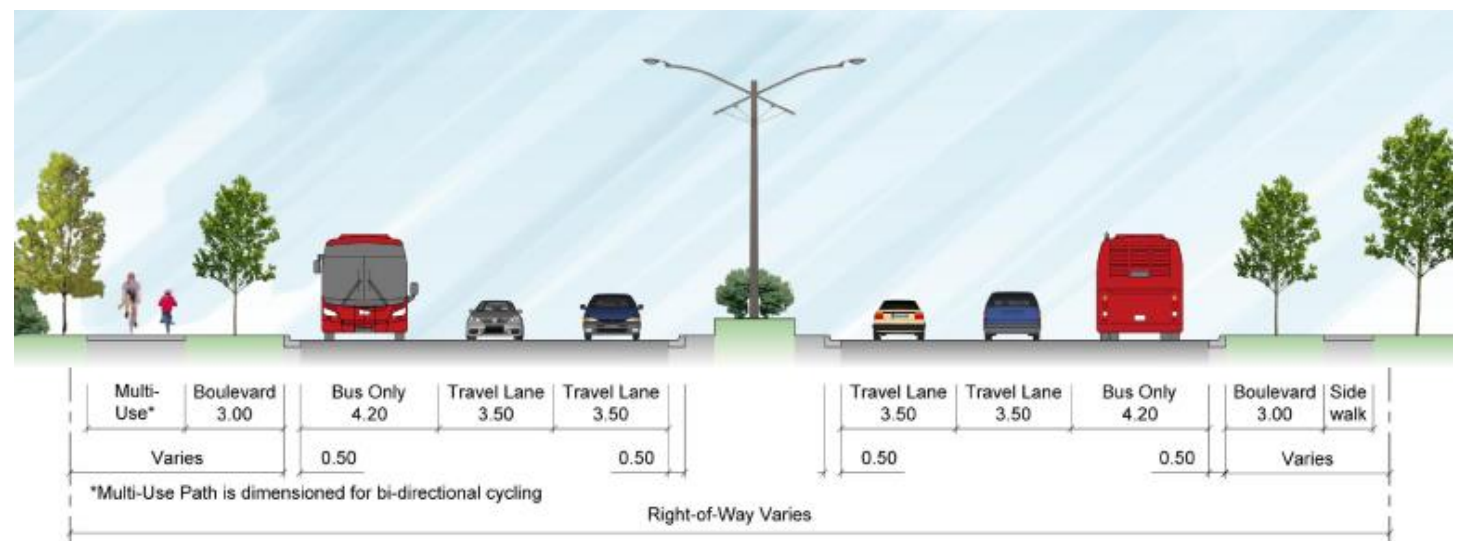 Multi-
Use*
Boulevard
3.00
Bus Only
4.20
Travel Lane
3.50
Travel Lane
3.50
Travel Lane
3.50
Travel Lane
3.50
Bus Only
4.20
Boulevard
3.00
Side
walk
Varies
0.50
0.50
0.50
0.50
Varies
*Multi-Use Path is dimensioned for bi-directional cycling
Right-of-Way Varies